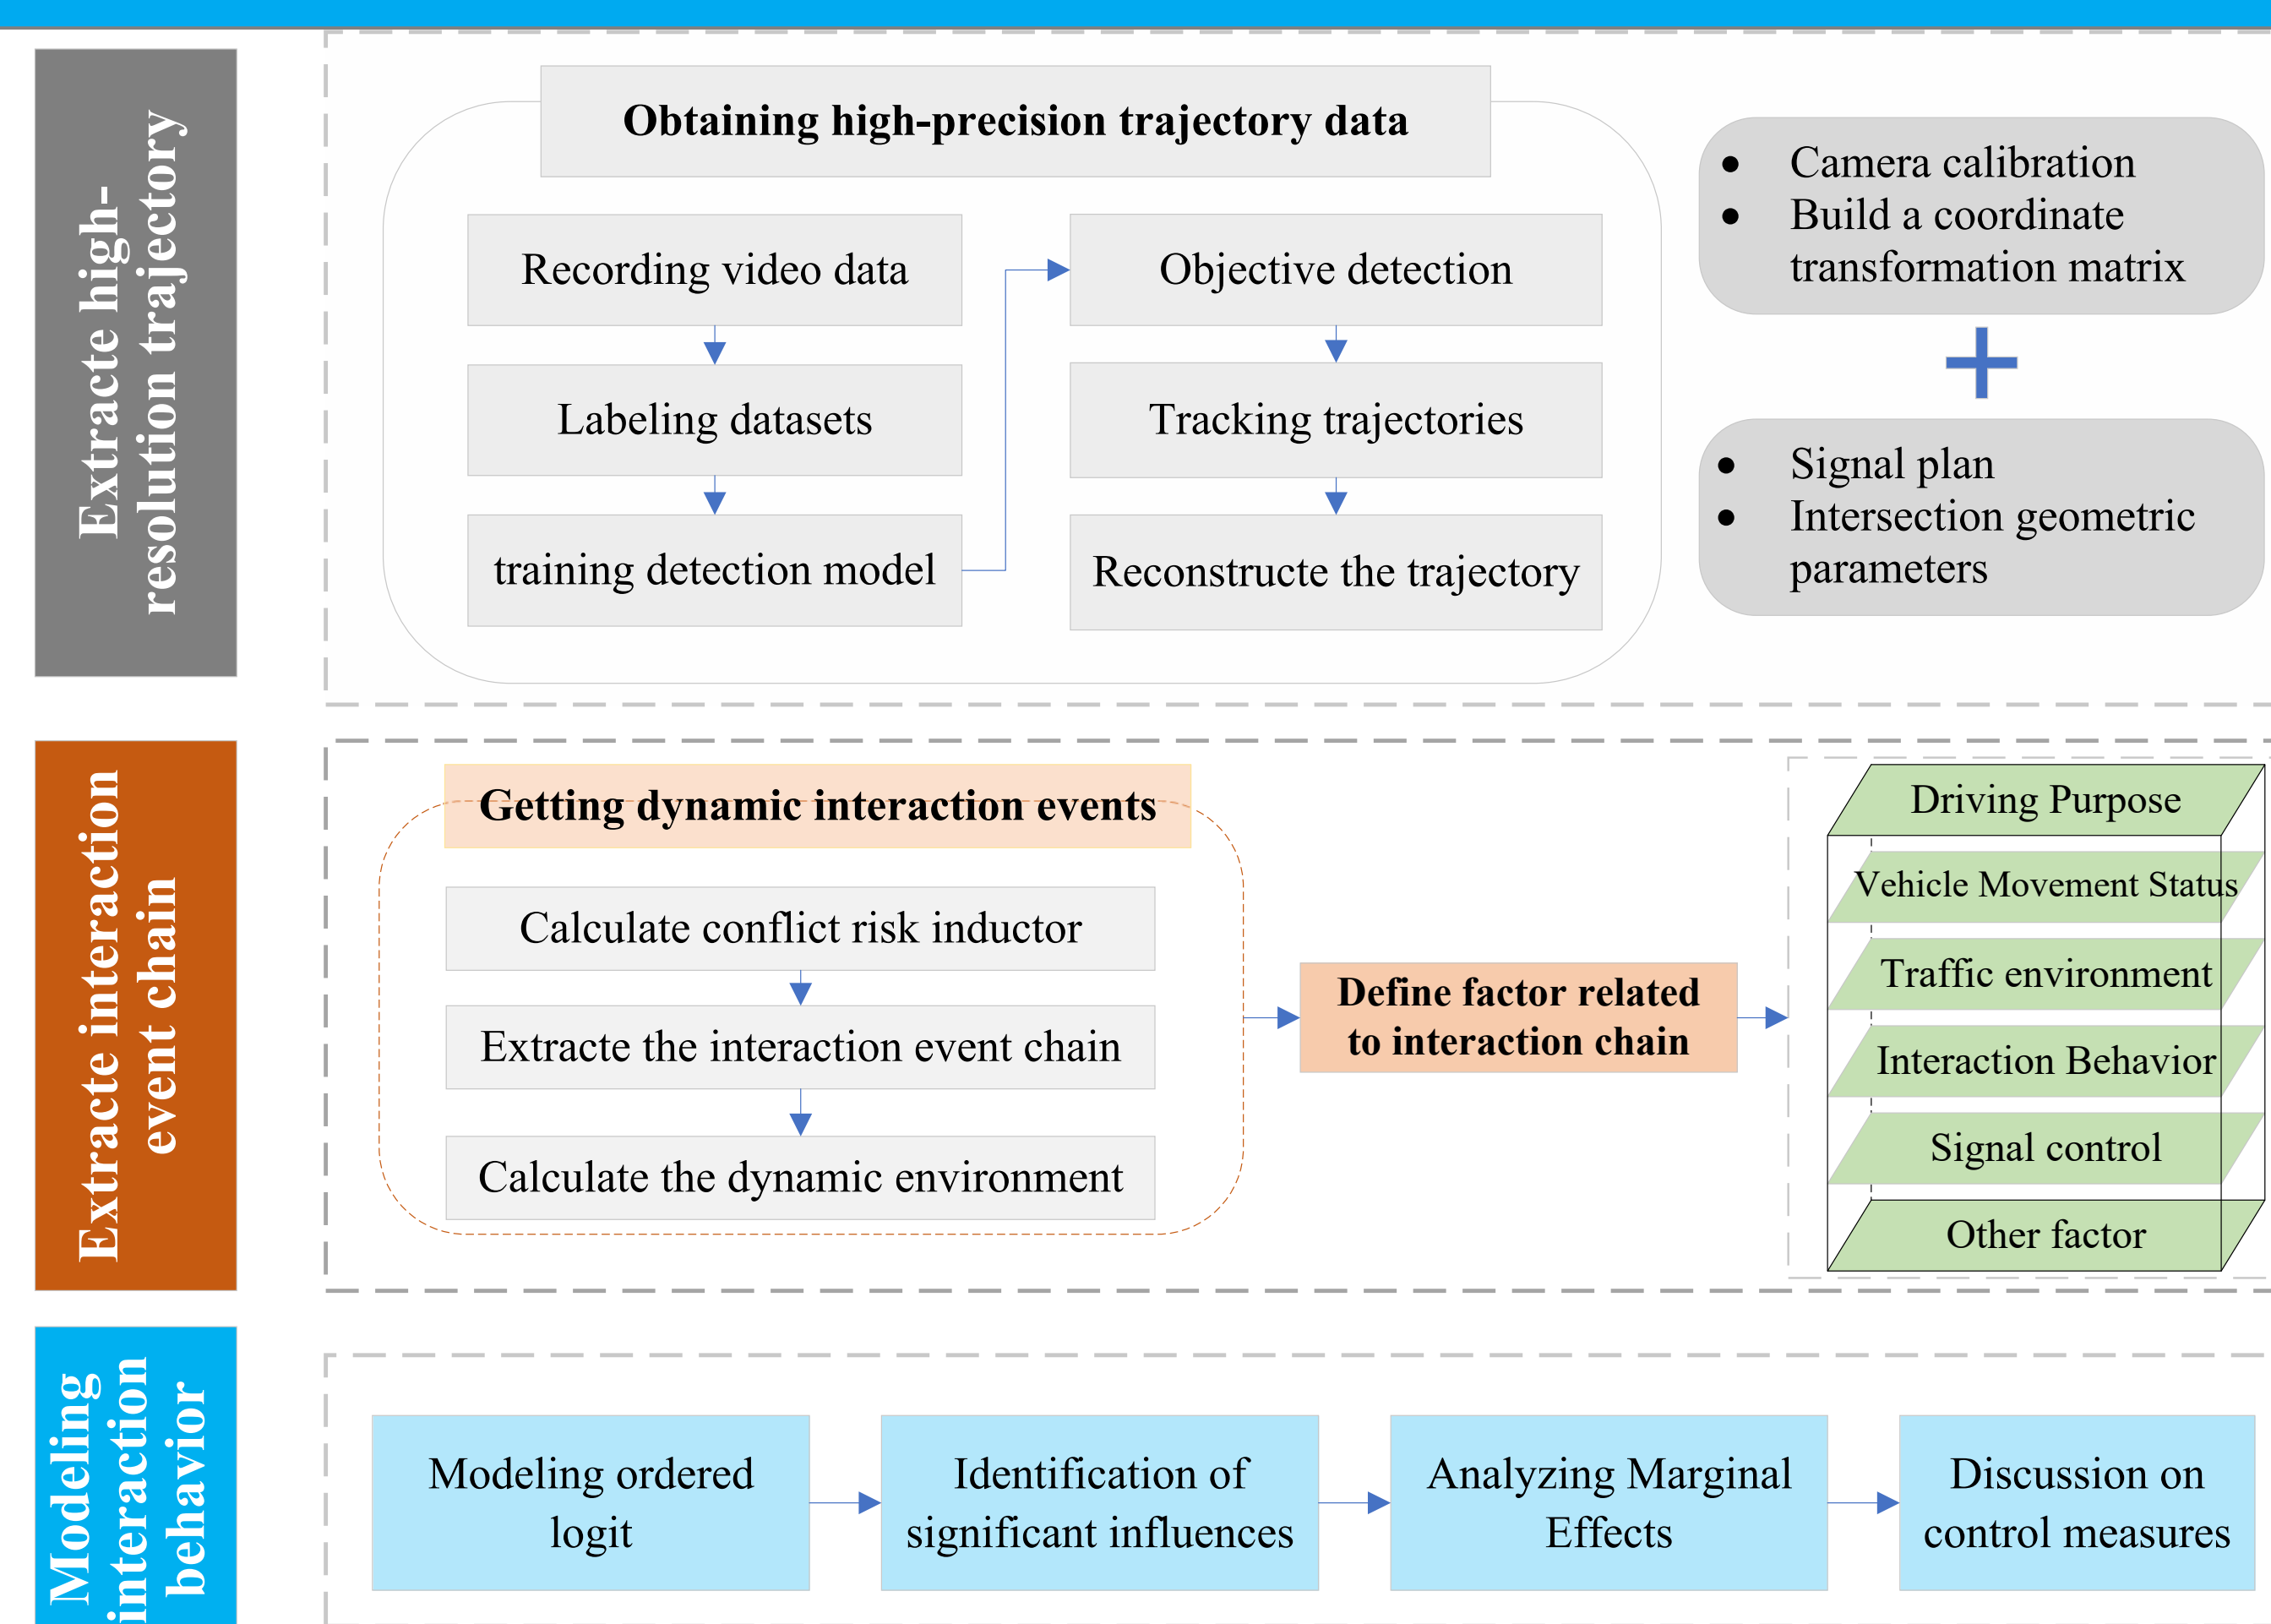 Extracte high-
resolution trajectory
Obtaining high-precision trajectory data
Recording video data
Labeling datasets
training detection model
Objective detection
Tracking trajectories
Reconstructe the trajectory
• Camera calibration
• Build a coordinate
transformation matrix
• Signal plan
• Intersection geometric
parameters
Extracte interaction
event chain
Getting dynamic interaction events
Calculate conflict risk inductor
Extracte the interaction event chain
Calculate the dynamic environment
Define factor related
to interaction chain
Driving Purpose
Vehicle Movement Status
Traffic environment
Interaction Behavior
Signal control
Other factor
Modeling
interaction
behavior
Modeling ordered
logit
Identification of
significant influences
Analyzing Marginal
Effects
Discussion on
control measures